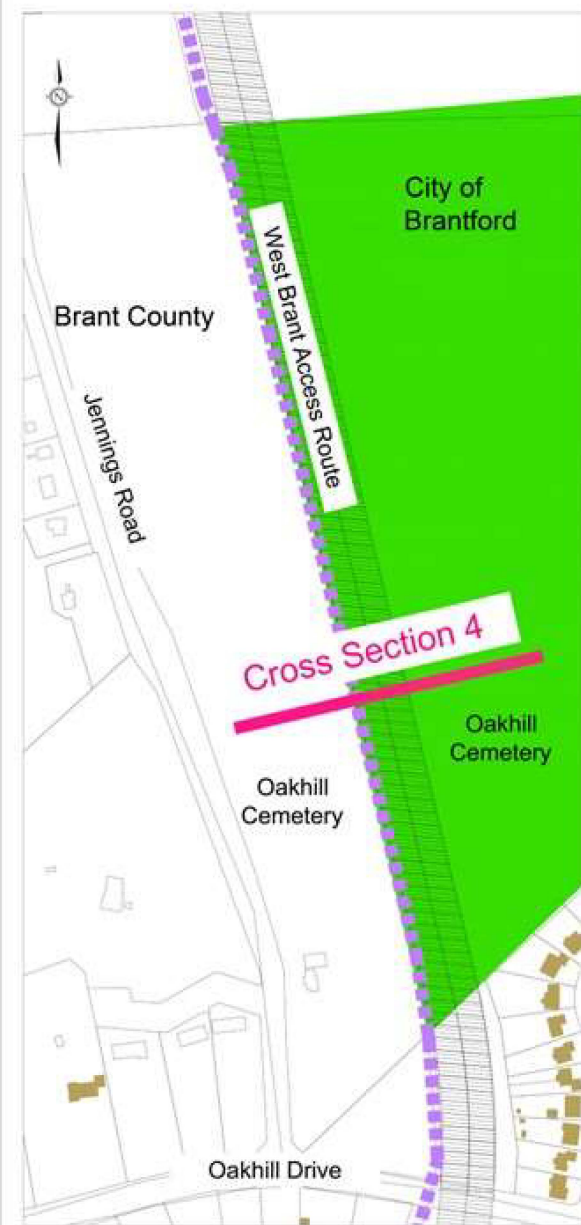 City of
Brantford
West Brant Access Route
Brant County
Jennings Road
Cross Section 4
Oakhill
Cemetery
Oakhill
Cemetery
Oakhill Drive